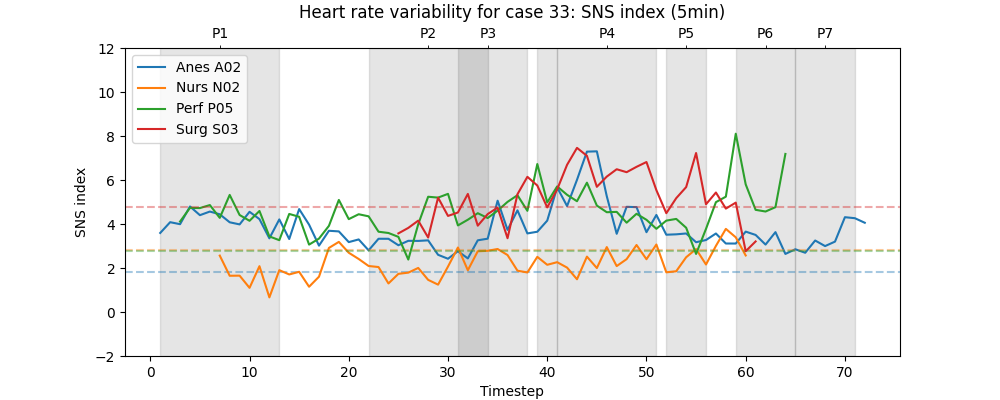 Heart rate variability for case 33: SNS index (5min)
P1 P2 P3 P4 P5 P6 P7
Anes A02
Nurs N02
Perf P05
Surg S03
SNS index
12
10
8
6
4
2
0
−2
0 10 20 30 40 50 60 70
Timestep